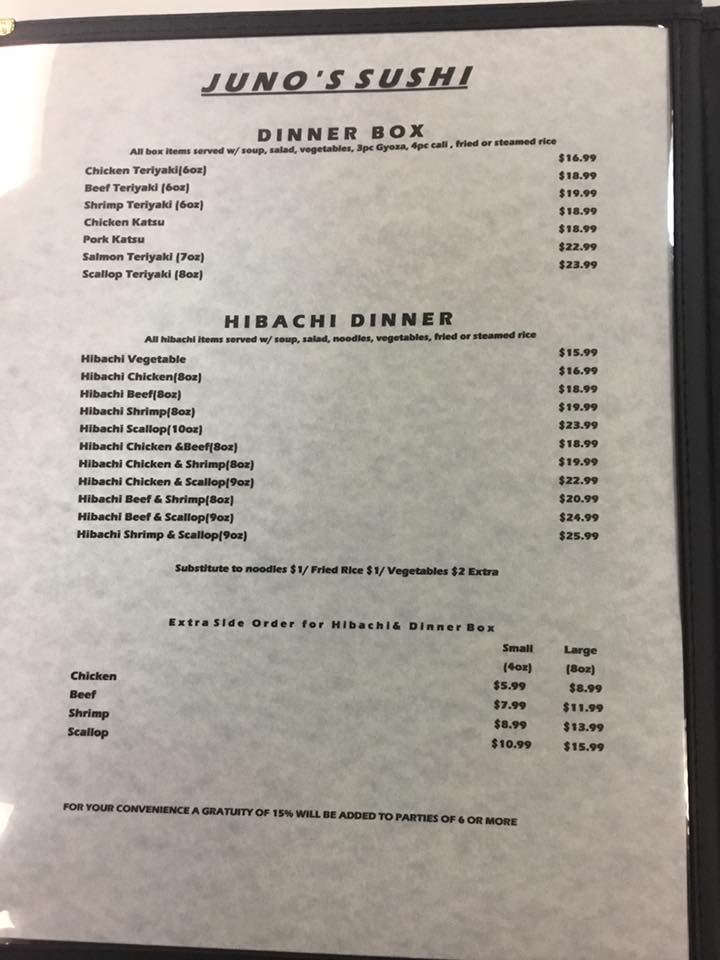 JUNO'S SUSHI
DINNER BOX
All box items served w/ soup, salad, vegetables, 3pc Gyoza, 4pc cali , fried or steamed rice
Chicken Teriyaki(6oz) $16.99
Beef Teriyaki (6oz) $18.99
Shrimp Teriyaki (6oz) $19.99
Chicken Katsu $18.99
Pork Katsu $18.99
Salmon Teriyaki (7oz) $22.99
Scallop Teriyaki (8oz) $23.99
HIBACHI DINNER
All hibachi items served w/ soup, salad, noodles, vegetables, fried or steamed rice
Hibachi Vegetable $15.99
Hibachi Chicken(8oz) $16.99
Hibachi Beef(8oz) $18.99
Hibachi Shrimp(8oz) $19.99
Hibachi Scallop(10oz) $23.99
Hibachi Chicken &Beef(8oz) $18.99
Hibachi Chicken & Shrimp(8oz) $19.99
Hibachi Chicken & Scallop(9oz) $22.99
Hibachi Beef & Shrimp(8oz) $20.99
Hibachi Beef & Scallop(9oz) $24.99
Hibachi Shrimp & Scallop(9oz) $25.99
Substitute to noodles $1/ Fried Rice $1/ Vegetables $2 Extra
Extra Side Order for Hibachi& Dinner Box
Small Large
(4oz) (8oz)
Chicken $5.99 $8.99
Beef $7.99 $11.99
Shrimp $8.99 $13.99
Scallop $10.99 $15.99
FOR YOUR CONVENIENCE A GRATUITY OF 15% WILL BE ADDED TO PARTIES OF 6 OR MORE